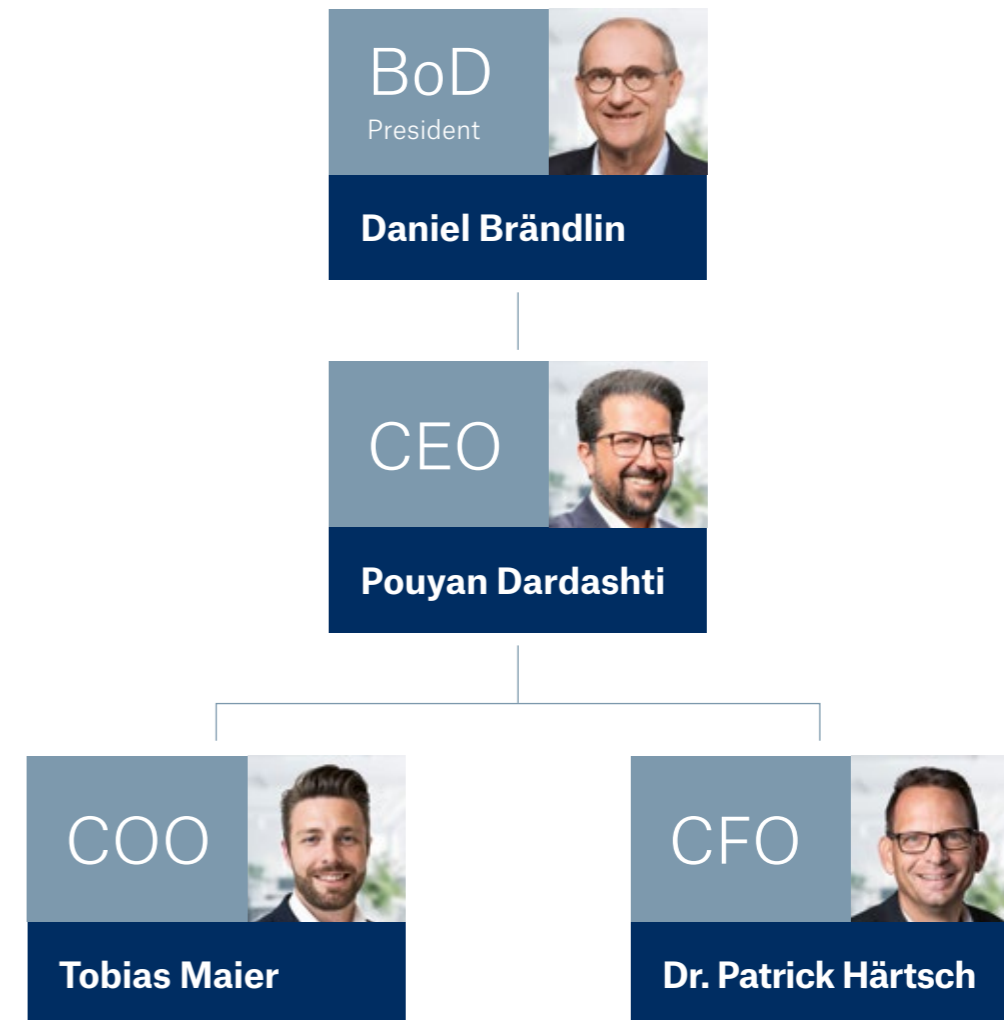 BoD
President
Daniel Brändlin
CEO
Pouyan Dardashti
COO
Tobias Maier
CFO
Dr. Patrick Härtsch